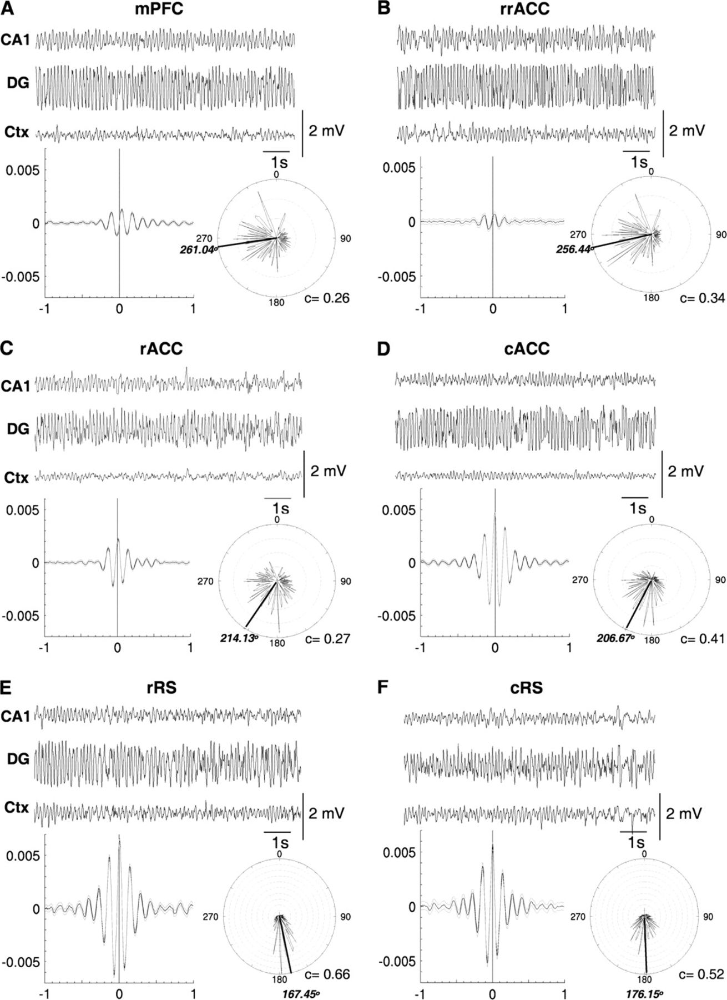 A
mPFC
CA1
DG
Ctx
2 mV
1s
0.005
0
-0.005
-1 0 1
0
270 90
261.04º
180
c= 0.26
B
rrACC
2 mV
1s
0.005
0
-0.005
-1 0 1
0
270 90
256.44º
180
c= 0.34
C
rACC
CA1
DG
Ctx
2 mV
1s
0.005
0
-0.005
-1 0 1
0
270 90
214.13º
180
c= 0.27
D
cACC
2 mV
1s
0.005
0
-0.005
-1 0 1
0
270 90
206.67º
180
c= 0.41
E
rRS
CA1
DG
Ctx
2 mV
1s
0.005
0
-0.005
-1 0 1
0
270 90
180
c= 0.66
167.45º
F
cRS
2 mV
1s
0.005
0
-0.005
-1 0 1
0
270 90
180
c= 0.52
176.15º